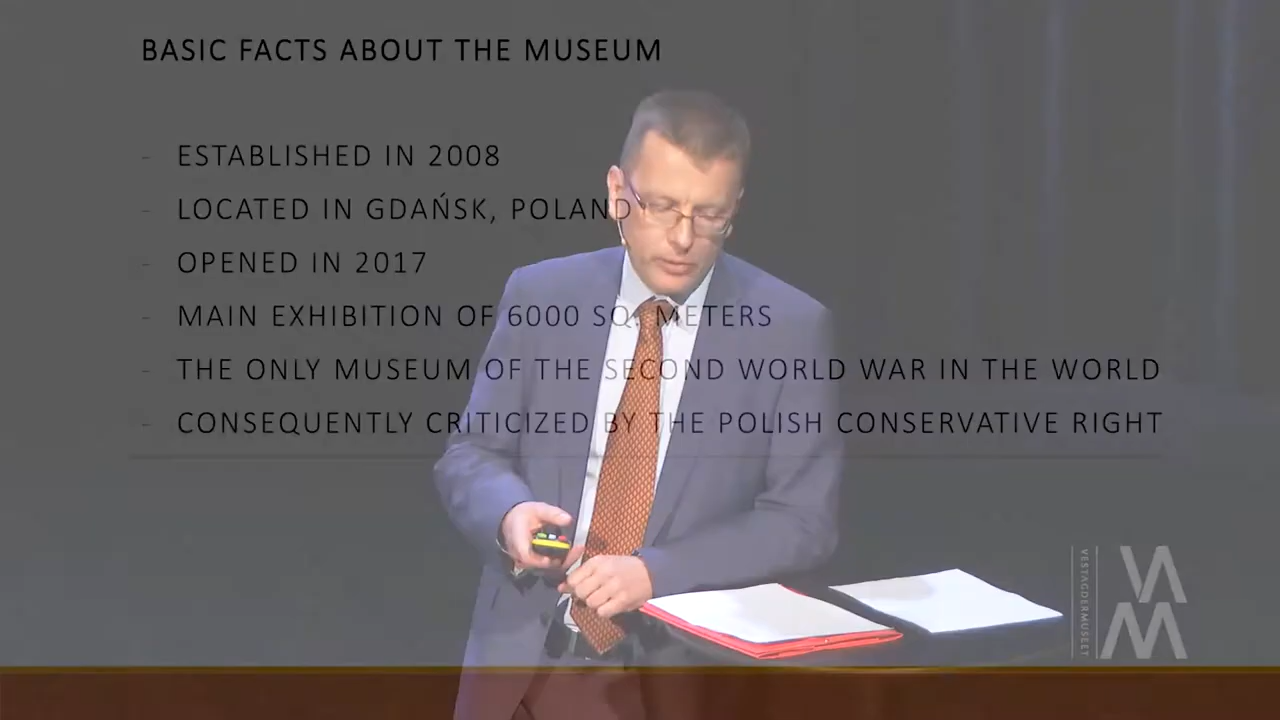 BASIC FACTS ABOUT THE MUSEUM
- ESTABLISHED IN 2008
- LOCATED IN GDAŃSK, POLAND
- OPENED IN 2017
- MAIN EXHIBITION OF 6000 SQ. METERS
- THE ONLY MUSEUM OF THE SECOND WORLD WAR IN THE WORLD
- CONSEQUENTLY CRITICIZED BY THE POLISH CONSERVATIVE RIGHT
VESTAGDERMUSEET
VAM